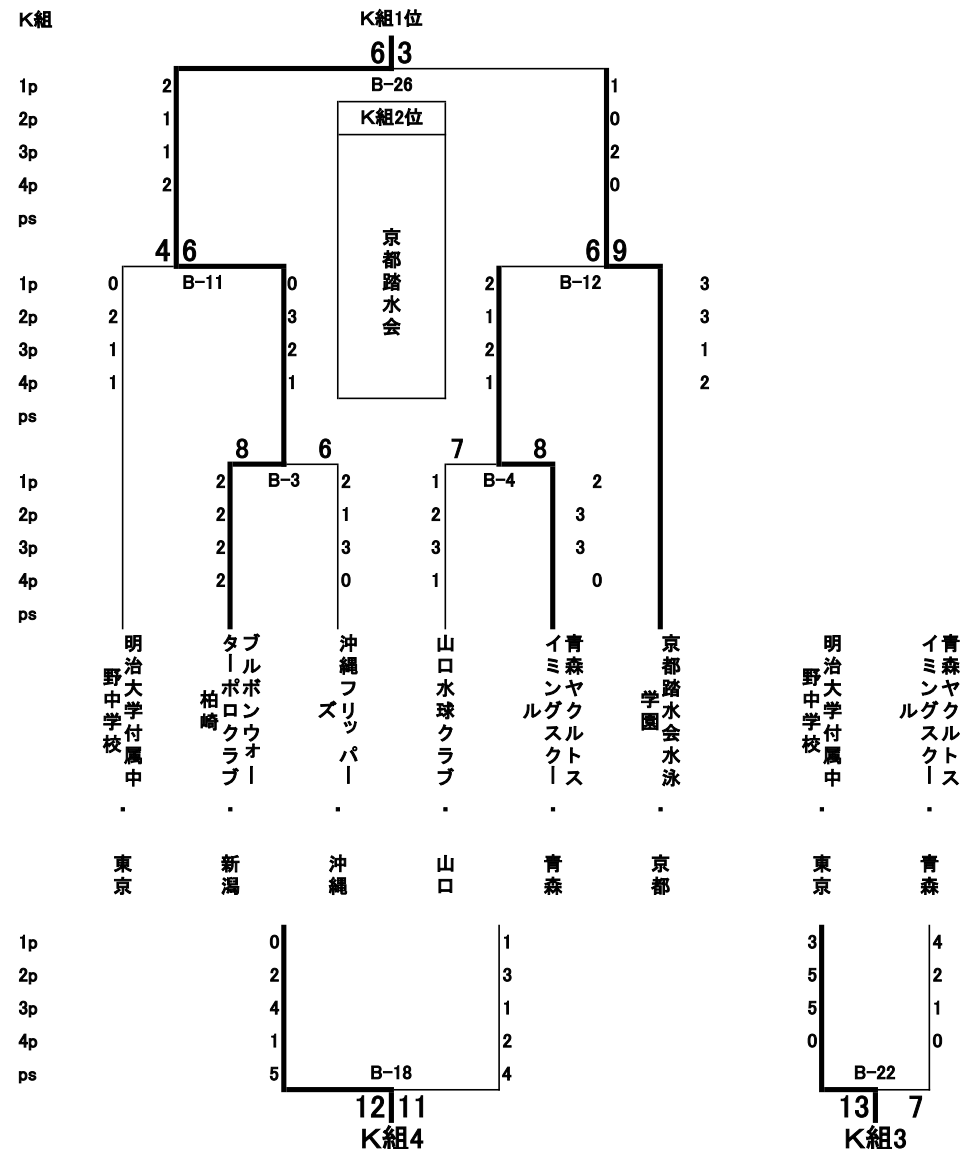 K組 K組1位
6 3
1p 2 B-26 1
2p 1 K組2位 0
3p 1 2
4p 2 0
ps
京都踏水会
4 6 6 9
1p 0 B-11 0 2 B-12 3
2p 2 3 1 3
3p 1 2 2 1
4p 1 1 1 2
ps
8 6 7 8
1p 2 B-3 2 1 B-4 2
2p 2 1 2 3
3p 2 3 3 3
4p 2 0 1 0
ps
明治大学付属中
野中学校
・
東京
ブルボンウォー
ターポロクラブ
柏崎
・
新潟
沖縄フリッパー
ズ
・
沖縄
山口水球クラブ
・
山口
青森ヤクルトス
イミングスクー
ル
・
青森
京都踏水会水泳
学園
・
京都
明治大学付属中
野中学校
・
東京
青森ヤクルトス
イミングスクー
ル
・
青森
1p 0 1 3 4
2p 2 3 5 2
3p 4 1 5 1
4p 1 2 0 0
ps 5 B-18 4 B-22
12 11 13 7
K組4 K組3